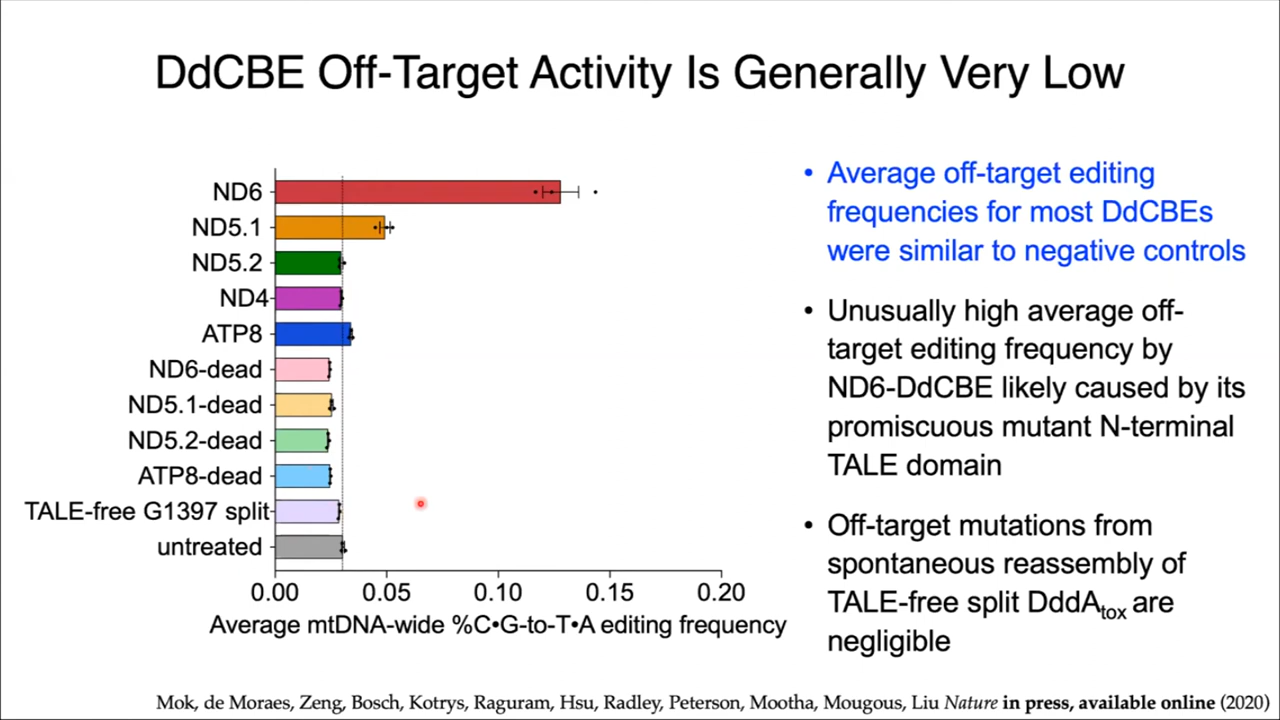 DdCBE Off-Target Activity Is Generally Very Low
ND6
ND5.1
ND5.2
ND4
ATP8
ND6-dead
ND5.1-dead
ND5.2-dead
ATP8-dead
TALE-free G1397 split
untreated
0.00 0.05 0.10 0.15 0.20
Average mtDNA-wide %C•G-to-T•A editing frequency
• Average off-target editing
frequencies for most DdCBEs
were similar to negative controls
• Unusually high average off-
target editing frequency by
ND6-DdCBE likely caused by its
promiscuous mutant N-terminal
TALE domain
• Off-target mutations from
spontaneous reassembly of
TALE-free split DddAtox are
negligible
Mok, de Moraes, Zeng, Bosch, Kotrys, Raguram, Hsu, Radley, Peterson, Mootha, Mougous, Liu Nature in press, available online (2020)